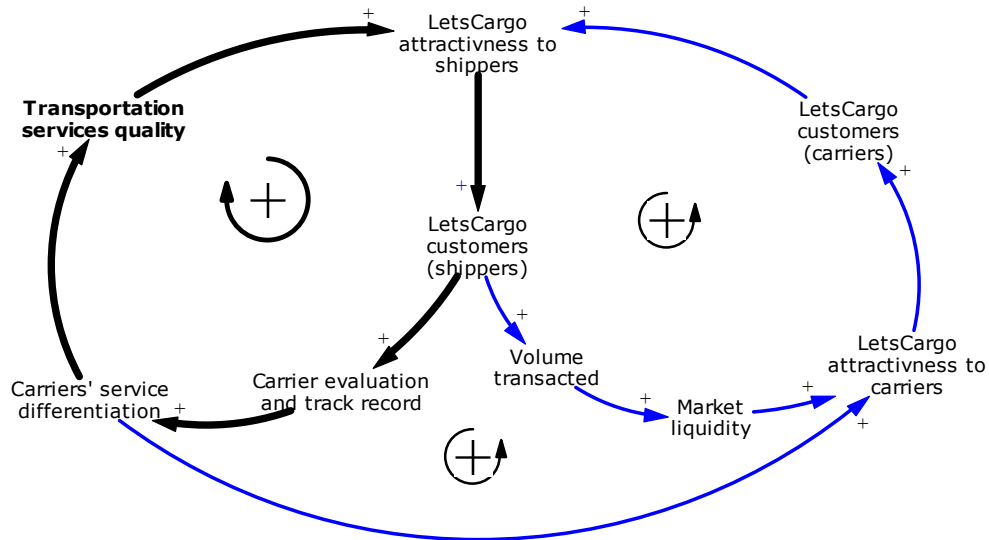 +
+
LetsCargo
attractivness to
shippers
Transportation
services quality
+
LetsCargo
customers
(carriers)
+
+
+
+
+
LetsCargo
customers
(shippers)
+
+
Volume
transacted
LetsCargo
attractivness to
carriers
Carriers' service
differentiation
+
Carrier evaluation
and track record
+
Market
liquidity
+
+
+